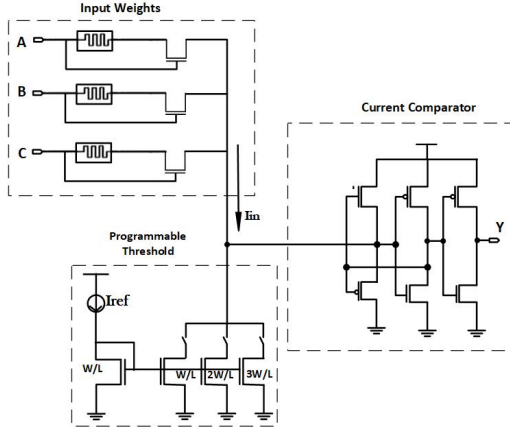 Input Weights
A
B
C
Current Comparator
Iin
Y
Programmable
Threshold
Iref
W/L
W/L
2W/L
3W/L